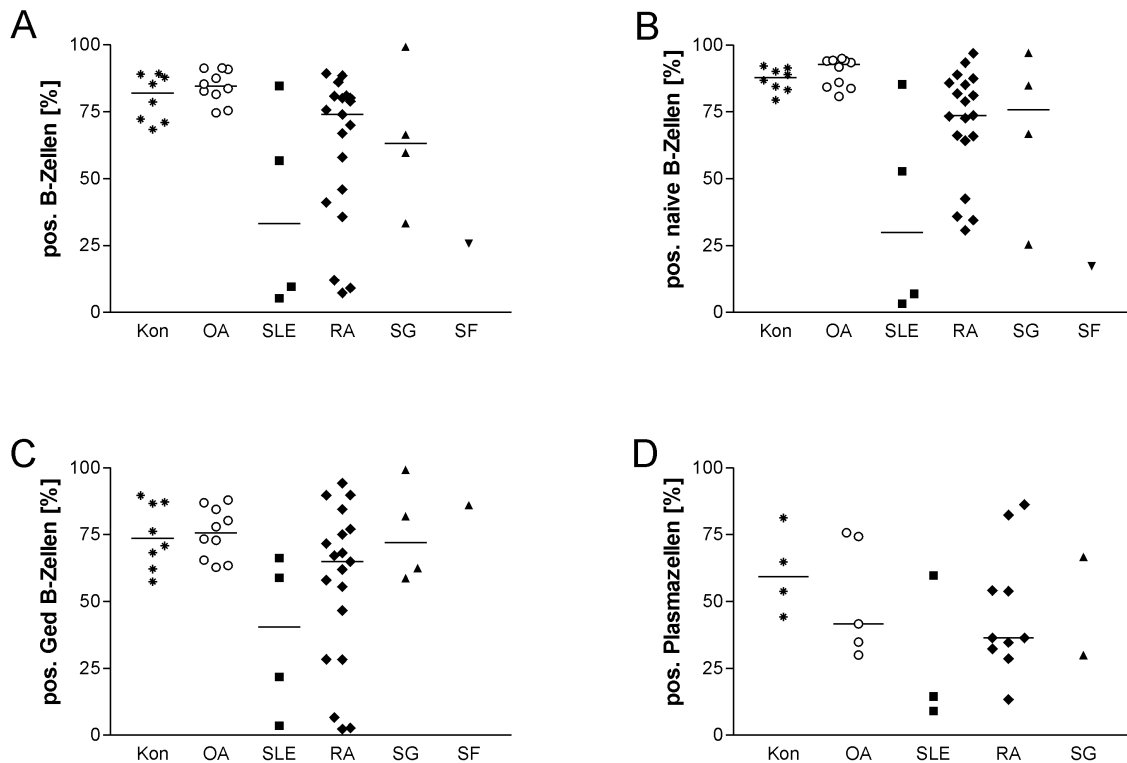 A
pos. B-Zellen [%]
100
75
50
25
0
Kon OA SLE RA SG SF
B
pos. naive B-Zellen [%]
100
75
50
25
0
Kon OA SLE RA SG SF
C
pos. Ged B-Zellen [%]
100
75
50
25
0
Kon OA SLE RA SG SF
D
pos. Plasmazellen [%]
100
75
50
25
0
Kon OA SLE RA SG